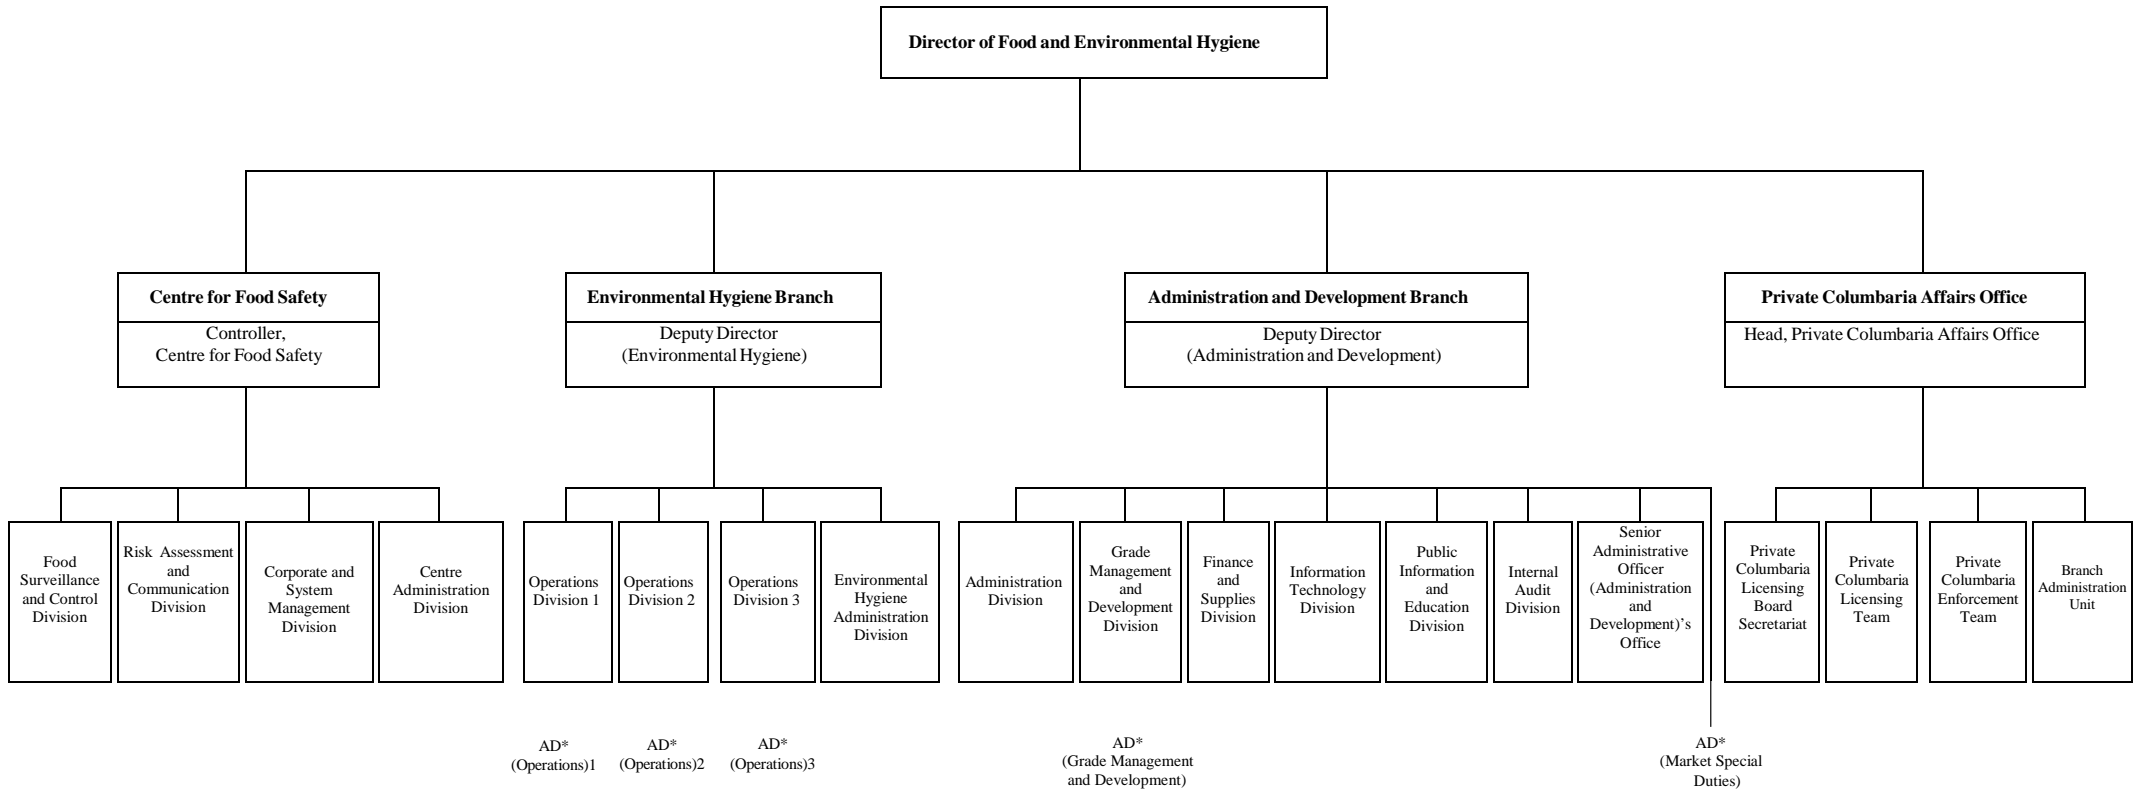 Director of Food and Environmental Hygiene
Centre for Food Safety
Controller,
Centre for Food Safety
Environmental Hygiene Branch
Deputy Director
(Environmental Hygiene)
Administration and Development Branch
Deputy Director
(Administration and Development)
Private Columbaria Affairs Office
Head, Private Columbaria Affairs Office
Food
Surveillance
and Control
Division
Risk Assessment
and
Communication
Division
Corporate and
System
Management
Division
Centre
Administration
Division
Operations
Division 1
Operations
Division 2
Operations
Division 3
Environmental
Hygiene
Administration
Division
Administration
Division
Grade
Management
and
Development
Division
Finance
and
Supplies
Division
Information
Technology
Division
Public
Information
and
Education
Division
Internal
Audit
Division
Senior
Administrative
Officer
(Administration
and
Development)’s
Office
Private
Columbaria
Licensing
Board
Secretariat
Private
Columbaria
Licensing
Team
Private
Columbaria
Enforcement
Team
Branch
Administration
Unit
AD*
(Operations)1
AD*
(Operations)2
AD*
(Operations)3
AD*
(Grade Management
and Development)
AD*
(Market Special
Duties)